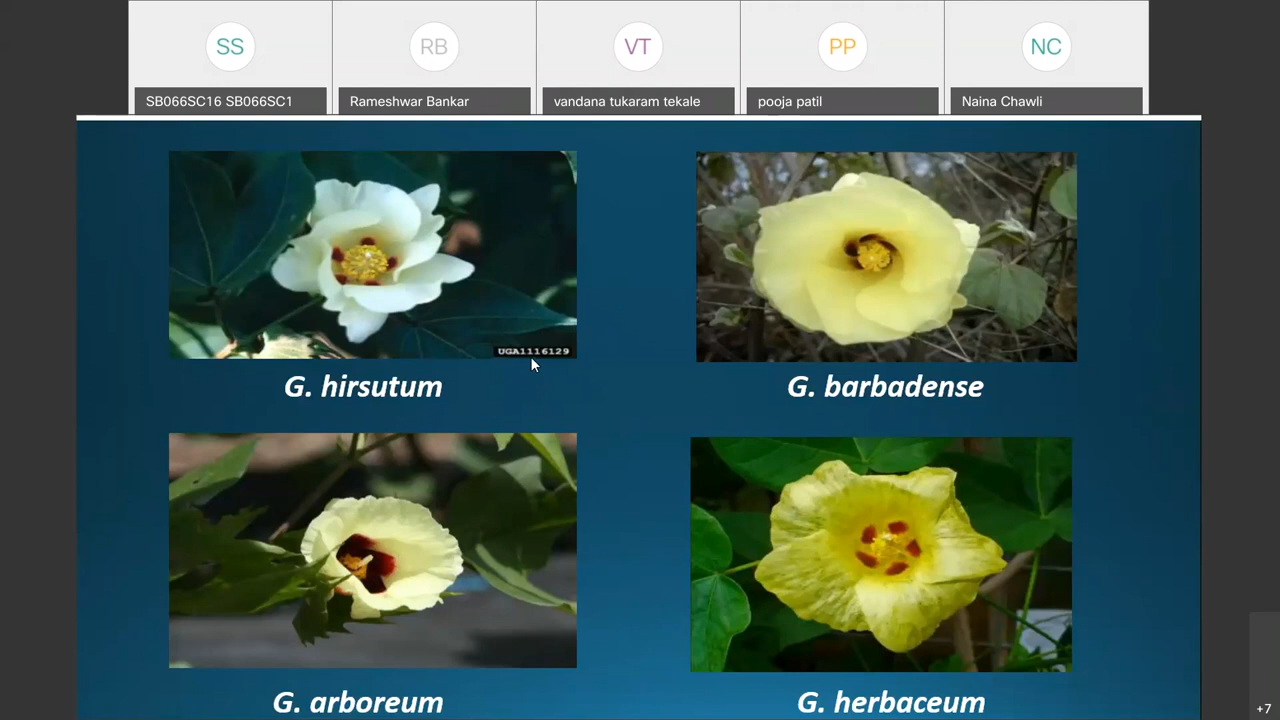 SS
RB
VT
PP
NC
SB066SC16 SB066SC1
Rameshwar Bankar
vandana tukaram tekale
pooja patil
Naina Chawli
UGA1116129
G. hirsutum
G. barbadense
G. arboreum
G. herbaceum
+7